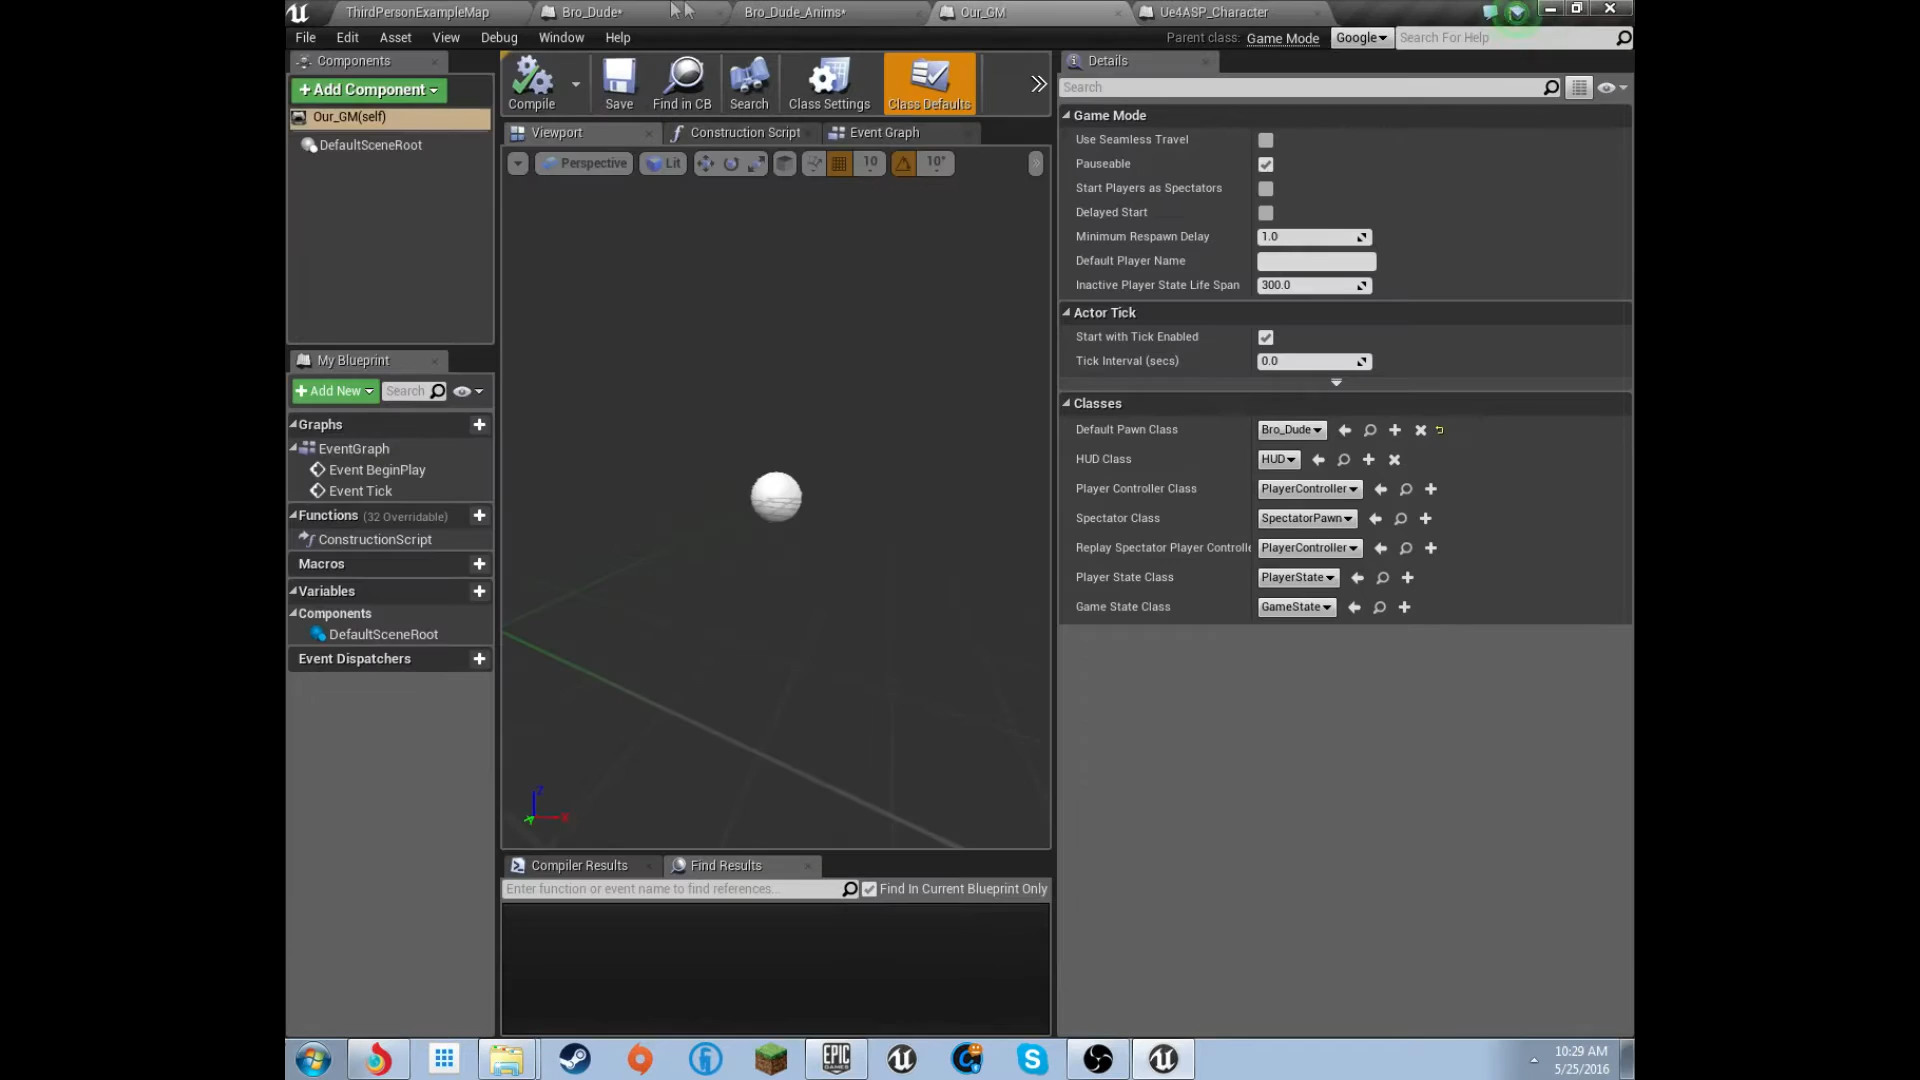 ThirdPersonExampleMap
Bro_Dude*
Bro_Dude_Anims*
Our_GM
Ue4ASP_Character
File Edit Asset View Debug Window Help
Parent class: Game Mode
Google
Search For Help
Components
+Add Component
Our_GM(self)
DefaultSceneRoot
Compile
Save
Find in CB
Search
Class Settings
Class Defaults
Viewport
Construction Script
Event Graph
Perspective
Lit
10
10°
X
Z
Compiler Results
Find Results
Enter function or event name to find references...
Find In Current Blueprint Only
My Blueprint
+Add New
Search
Graphs
EventGraph
Event BeginPlay
Event Tick
Functions (32 Overridable)
ConstructionScript
Macros
Variables
Components
DefaultSceneRoot
Event Dispatchers
Details
Search
Game Mode
Use Seamless Travel
Pauseable
Start Players as Spectators
Delayed Start
Minimum Respawn Delay 1.0
Default Player Name
Inactive Player State Life Span 300.0
Actor Tick
Start with Tick Enabled
Tick Interval (secs) 0.0
Classes
Default Pawn Class Bro_Dude
HUD Class HUD
Player Controller Class PlayerController
Spectator Class SpectatorPawn
Replay Spectator Player Controlle PlayerController
Player State Class PlayerState
Game State Class GameState
EPIC
GAMES
10:29 AM
5/25/2016